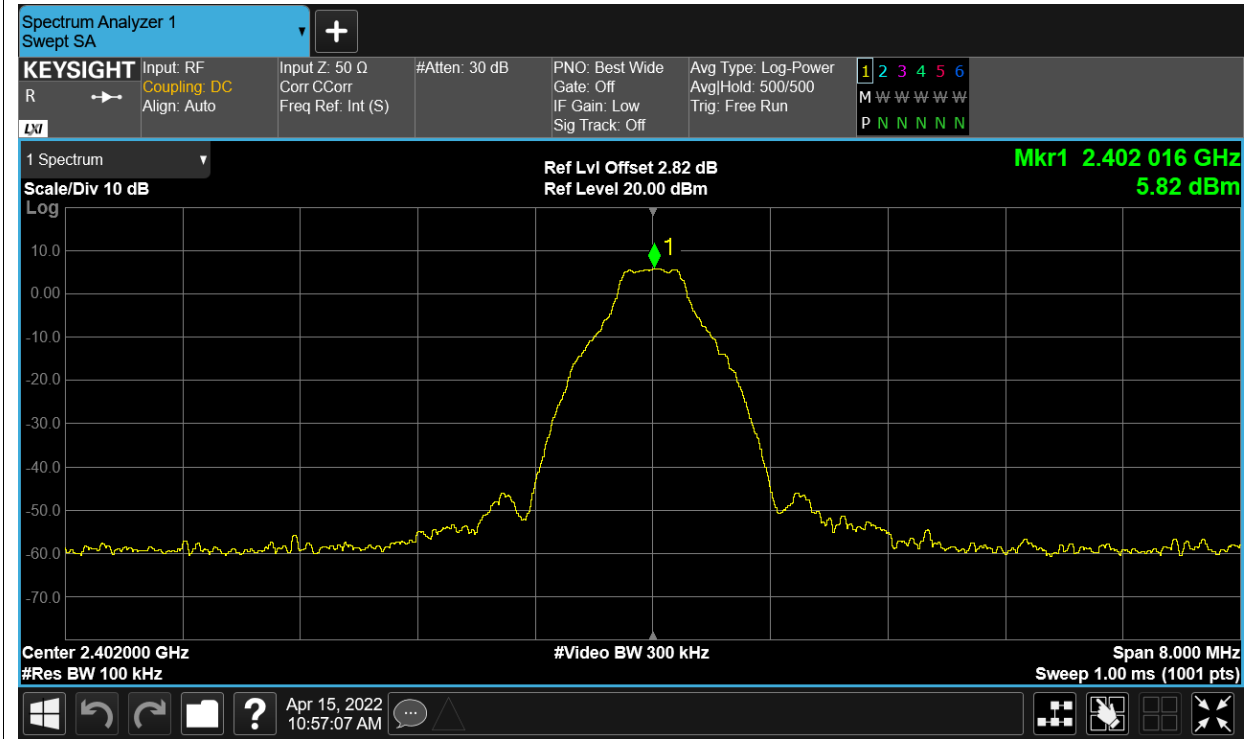 Spectrum Analyzer 1
Swept SA
KEYSIGHT
R
LXI
Input: RF
Coupling: DC
Align: Auto
Input Z: 50 Ω
Corr CCorr
Freq Ref: Int (S)
#Atten: 30 dB
PNO: Best Wide
Gate: Off
IF Gain: Low
Sig Track: Off
Avg Type: Log-Power
Avg|Hold: 500/500
Trig: Free Run
1 2 3 4 5 6
M W W W W W W
P N N N N N N
1 Spectrum
Scale/Div 10 dB
Log
Ref Lvl Offset 2.82 dB
Ref Level 20.00 dBm
Mkr1 2.402 016 GHz
5.82 dBm
1
10.0
0.00
-10.0
-20.0
-30.0
-40.0
-50.0
-60.0
-70.0
Center 2.402000 GHz
#Res BW 100 kHz
#Video BW 300 kHz
Span 8.000 MHz
Sweep 1.00 ms (1001 pts)
?
Apr 15, 2022
10:57:07 AM